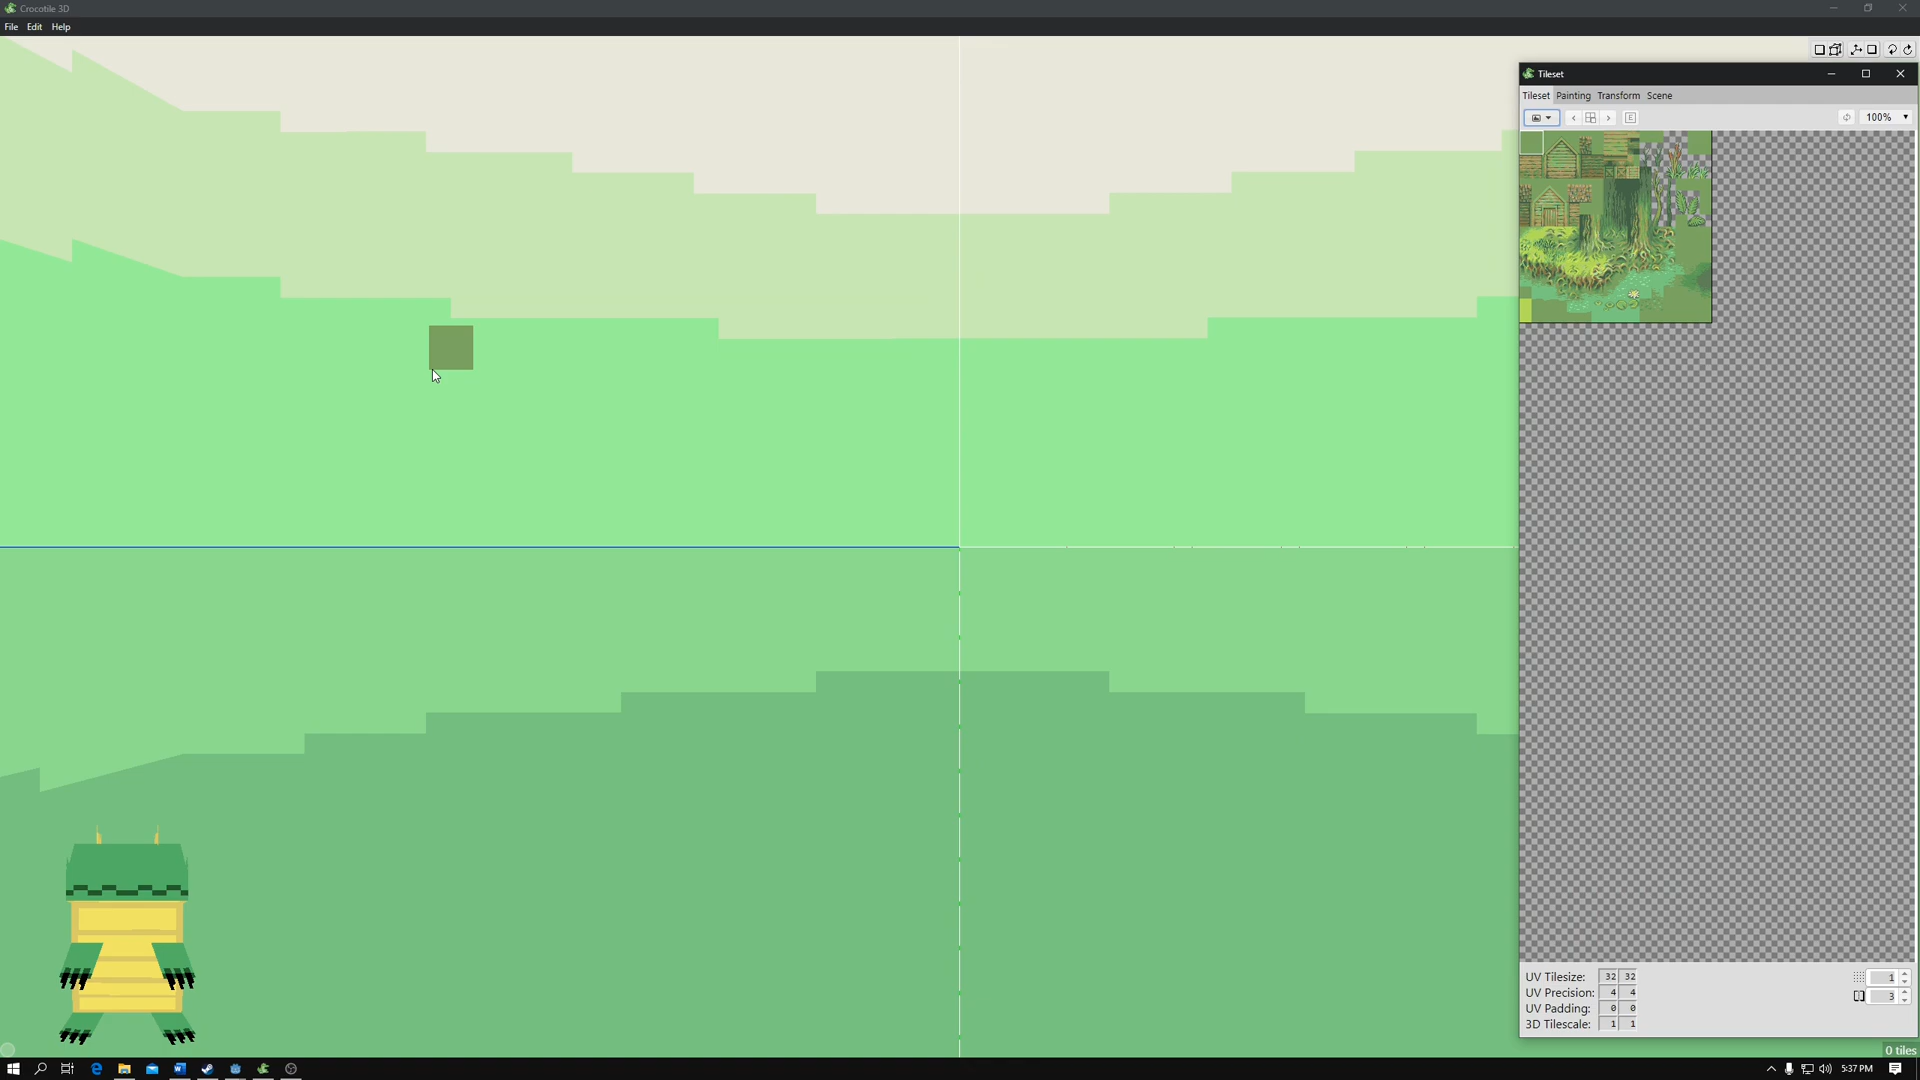 Crocotile 3D
File Edit Help
Tileset
Tileset Painting Transform Scene
E 100%
UV Tilesize: 32 32 1
UV Precision: 4 4 3
UV Padding: 0 0
3D Tilescale: 1 1
0 tiles
5:37 PM